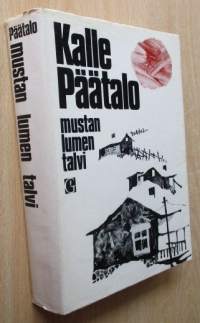 Päätalo mustan lumen talvi
Kalle
Päätalo
mustan
lumen
talvi
G